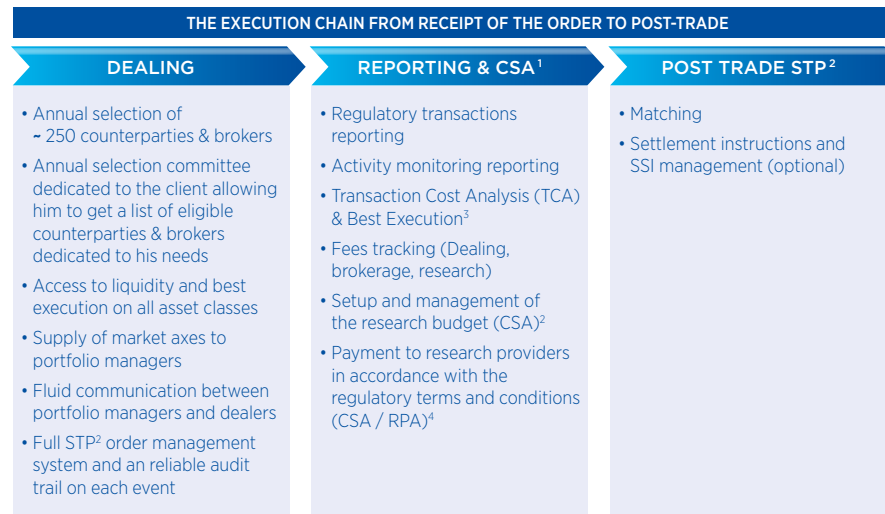 THE EXECUTION CHAIN FROM RECEIPT OF THE ORDER TO POST-TRADE
DEALING
• Annual selection of
~ 250 counterparties & brokers
• Annual selection committee
dedicated to the client allowing
him to get a list of eligible
counterparties & brokers
dedicated to his needs
• Access to liquidity and best
execution on all asset classes
• Supply of market axes to
portfolio managers
• Fluid communication between
portfolio managers and dealers
• Full STP² order management
system and an reliable audit
trail on each event
REPORTING & CSA¹
• Regulatory transactions
reporting
• Activity monitoring reporting
• Transaction Cost Analysis (TCA)
& Best Execution³
• Fees tracking (Dealing,
brokerage, research)
• Setup and management of
the research budget (CSA)²
• Payment to research providers
in accordance with the
regulatory terms and conditions
(CSA / RPA)⁴
POST TRADE STP²
• Matching
• Settlement instructions and
SSI management (optional)